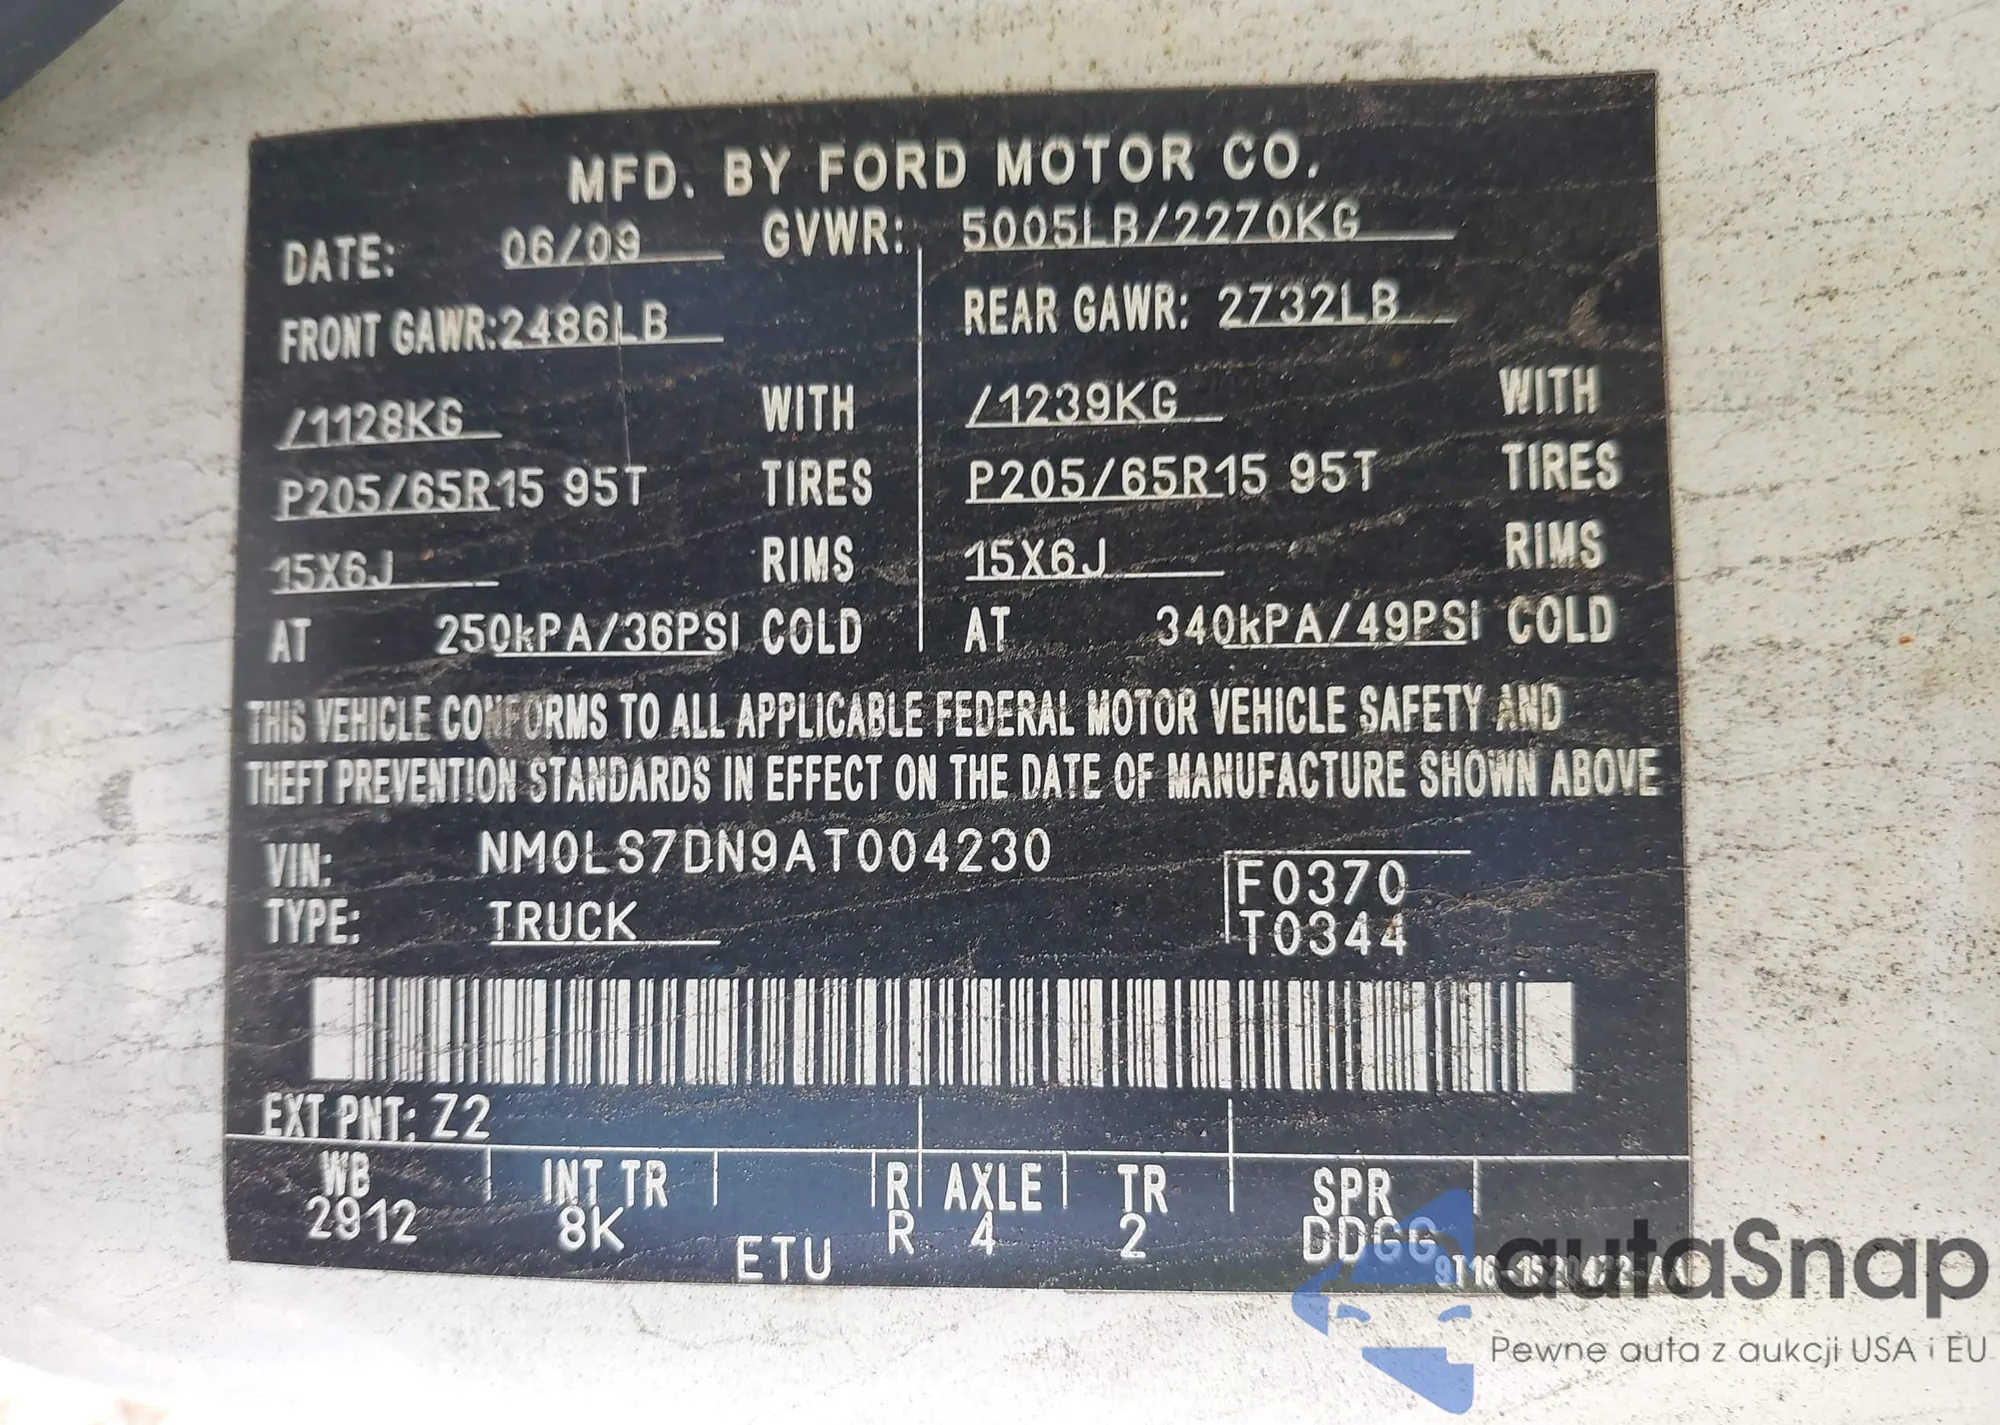 MFD. BY FORD MOTOR CO.
DATE: 06/09 GVWR: 5005LB/2270KG
FRONT GAWR: 2486LB REAR GAWR: 2732LB
/1128KG WITH /1239KG WITH
P205/65R15 95T TIRES P205/65R15 95T TIRES
15X6J RIMS 15X6J RIMS
AT 250kPA/36PSI COLD AT 340kPA/49PSI COLD
THIS VEHICLE CONFORMS TO ALL APPLICABLE FEDERAL MOTOR VEHICLE SAFETY AND
THEFT PREVENTION STANDARDS IN EFFECT ON THE DATE OF MANUFACTURE SHOWN ABOVE
VIN: NM0LS7DN9AT004230
F0370
TYPE: TRUCK
T0344
EXT PNT: Z2
WB INT TR R AXLE TR SPR
2912 8K R 4 2 DDGG
ETU
autaSnap
Pewne auta z aukcji USA i EU